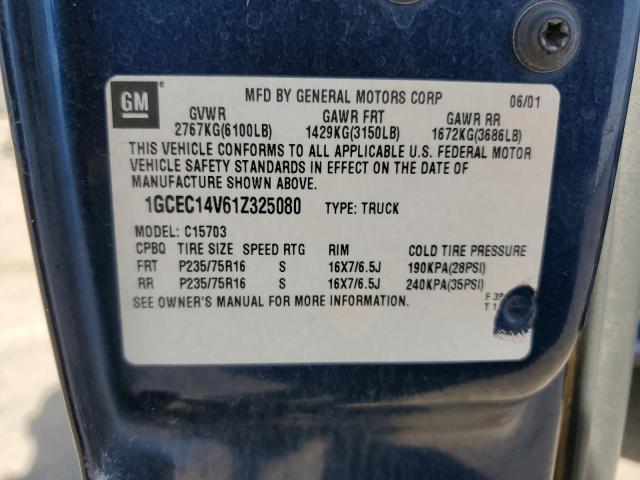 GM
MFD BY GENERAL MOTORS CORP 06/01
GVWR GAWR FRT GAWR RR
2767KG(6100LB) 1429KG(3150LB) 1672KG(3686LB)
THIS VEHICLE CONFORMS TO ALL APPLICABLE U.S. FEDERAL MOTOR
VEHICLE SAFETY STANDARDS IN EFFECT ON THE DATE OF
MANUFACTURE SHOWN ABOVE.
1GCEC14V61Z325080 TYPE: TRUCK
MODEL: C15703
CPBQ TIRE SIZE SPEED RTG RIM COLD TIRE PRESSURE
FRT P235/75R16 S 16X7/6.5J 190KPA(28PSI)
RR P235/75R16 S 16X7/6.5J 240KPA(35PSI)
SEE OWNER'S MANUAL FOR MORE INFORMATION.